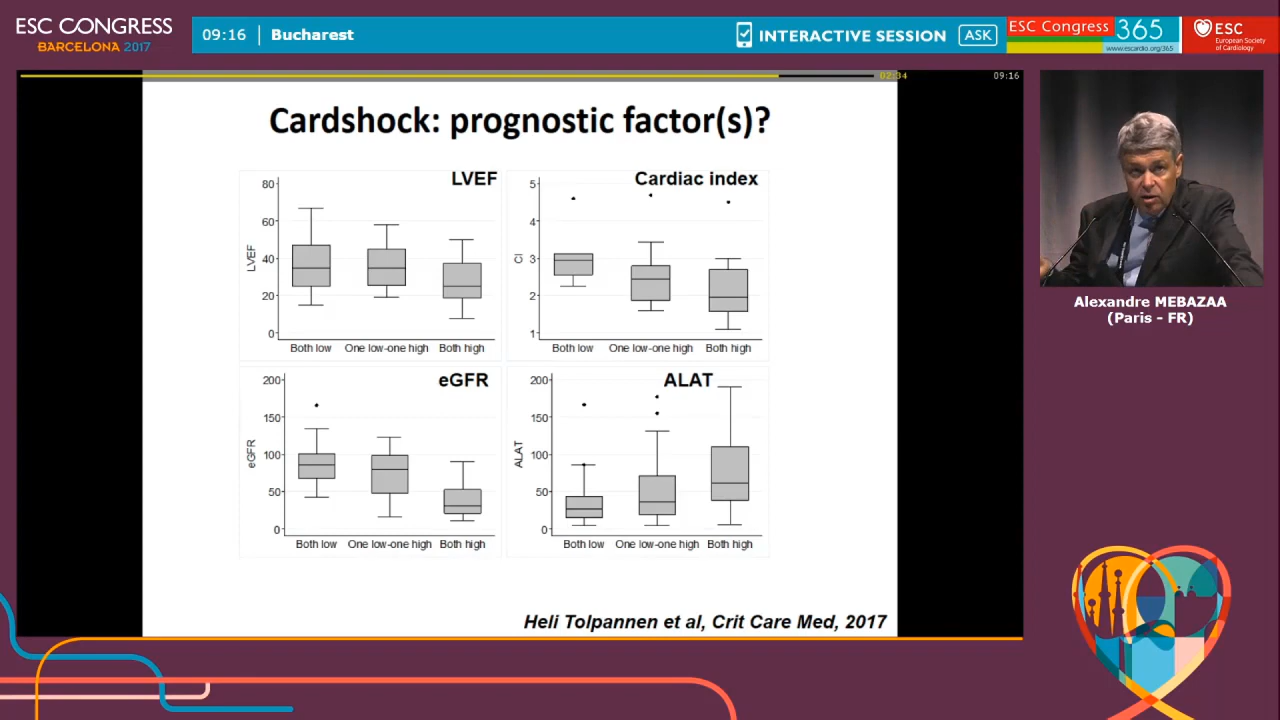 ESC CONGRESS
BARCELONA 2017
09:16
Bucharest
INTERACTIVE SESSION
ASK
ESC Congress
365
www.escardio.org/365
ESC
European Society
of Cardiology
02:34
09:16
Cardshock: prognostic factor(s)?
LVEF
80
60
40
20
0
LVEF
Both low
One low-one high
Both high
Cardiac index
5
4
3
2
1
CI
Both low
One low-one high
Both high
eGFR
200
150
100
50
0
eGFR
Both low
One low-one high
Both high
ALAT
200
150
100
50
0
ALAT
Both low
One low-one high
Both high
Heli Tolpannen et al, Crit Care Med, 2017
Alexandre MEBAZAA
(Paris - FR)